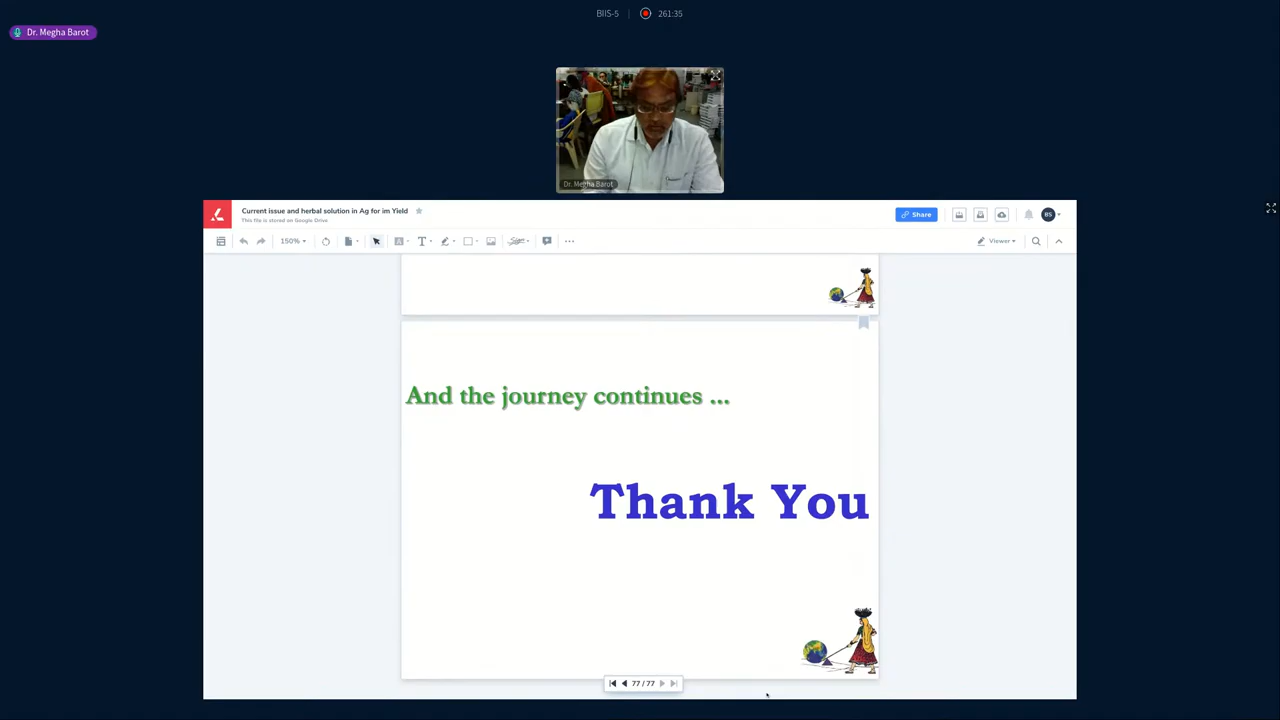 BIIS-5
261:35
Dr. Megha Barot
Dr. Megha Barot
Current issue and herbal solution in Ag for im Yield
This file is stored on Google Drive
Share
BS
150%
Viewer
And the journey continues ...
Thank You
77 / 77